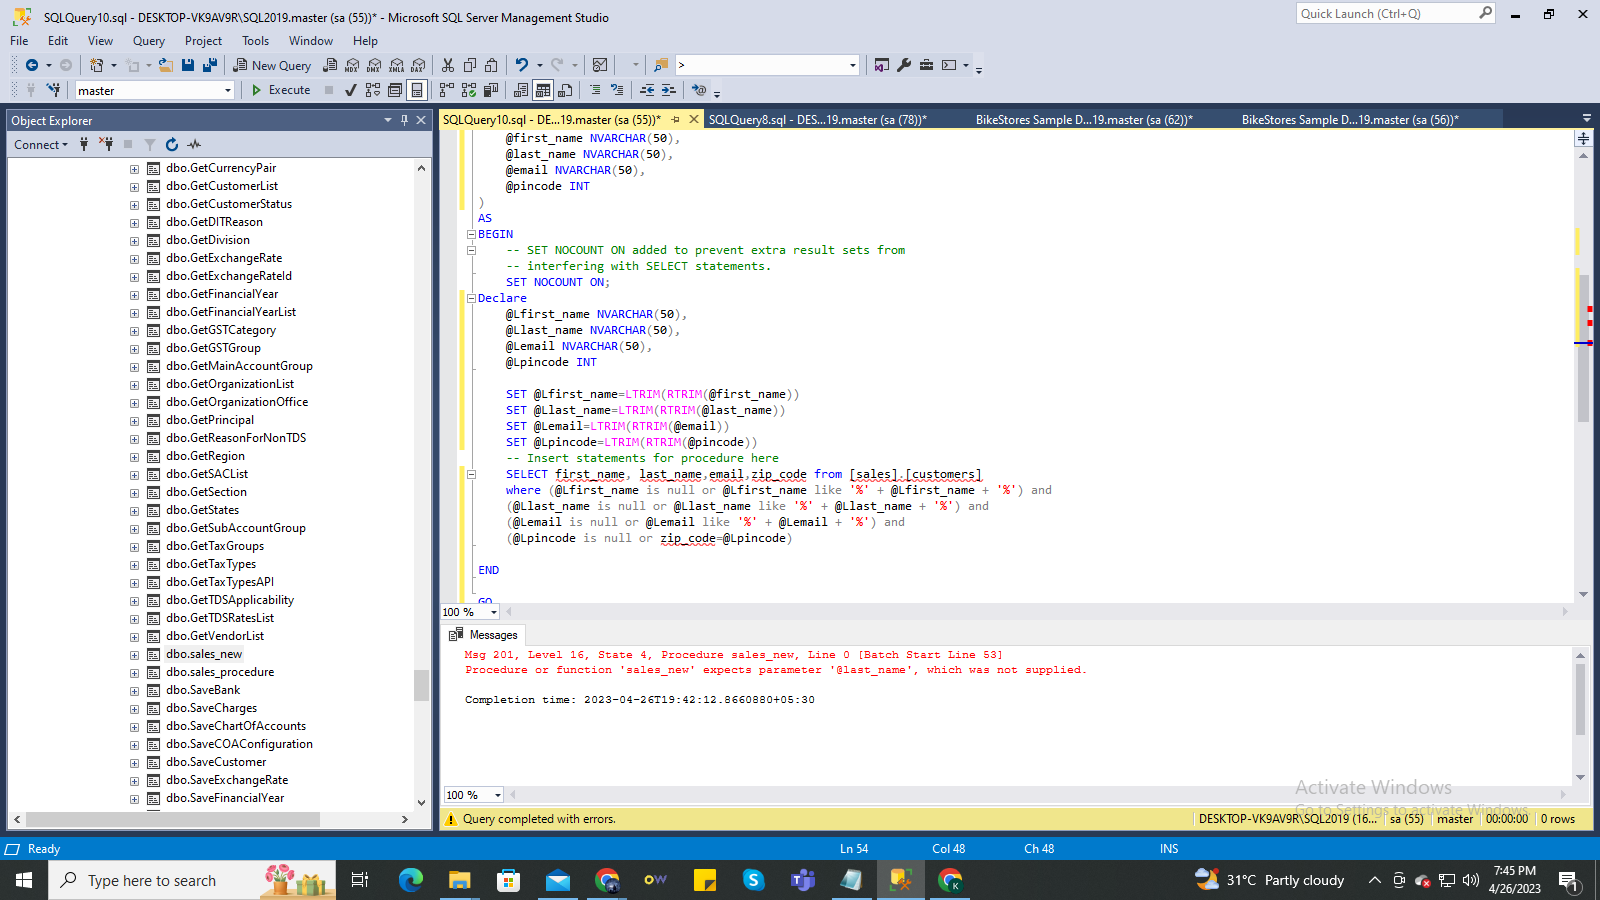 SQLQuery10.sql - DESKTOP-VK9AV9R\SQL2019.master (sa (55))* - Microsoft SQL Server Management Studio
Quick Launch (Ctrl+Q)
File Edit View Query Project Tools Window Help
New Query
MDX DMX XMLA DAX
>
master
Execute
Object Explorer
SQLQuery10.sql - DE...19.master (sa (55))*
SQLQuery8.sql - DES...19.master (sa (78))*
BikeStores Sample D...19.master (sa (62))*
BikeStores Sample D...19.master (sa (56))*
Connect
dbo.GetCurrencyPair
dbo.GetCustomerList
dbo.GetCustomerStatus
dbo.GetDITReason
dbo.GetDivision
dbo.GetExchangeRate
dbo.GetExchangeRateId
dbo.GetFinancialYear
dbo.GetFinancialYearList
dbo.GetGSTCategory
dbo.GetGSTGroup
dbo.GetMainAccountGroup
dbo.GetOrganizationList
dbo.GetOrganizationOffice
dbo.GetPrincipal
dbo.GetReasonForNonTDS
dbo.GetRegion
dbo.GetSACList
dbo.GetSection
dbo.GetStates
dbo.GetSubAccountGroup
dbo.GetTaxGroups
dbo.GetTaxTypes
dbo.GetTaxTypesAPI
dbo.GetTDSApplicability
dbo.GetTDSRatesList
dbo.GetVendorList
dbo.sales_new
dbo.sales_procedure
dbo.SaveBank
dbo.SaveCharges
dbo.SaveChartOfAccounts
dbo.SaveCOAConfiguration
dbo.SaveCustomer
dbo.SaveExchangeRate
dbo.SaveFinancialYear
@first_name NVARCHAR(50),
@last_name NVARCHAR(50),
@email NVARCHAR(50),
@pincode INT
)
AS
BEGIN
-- SET NOCOUNT ON added to prevent extra result sets from
-- interfering with SELECT statements.
SET NOCOUNT ON;
Declare
@Lfirst_name NVARCHAR(50),
@Llast_name NVARCHAR(50),
@Lemail NVARCHAR(50),
@Lpincode INT
SET @Lfirst_name=LTRIM(RTRIM(@first_name))
SET @Llast_name=LTRIM(RTRIM(@last_name))
SET @Lemail=LTRIM(RTRIM(@email))
SET @Lpincode=LTRIM(RTRIM(@pincode))
-- Insert statements for procedure here
SELECT first_name, last_name,email,zip_code from [sales].[customers]
where (@Lfirst_name is null or @Lfirst_name like '%' + @Lfirst_name + '%') and
(@Llast_name is null or @Llast_name like '%' + @Llast_name + '%') and
(@Lemail is null or @Lemail like '%' + @Lemail + '%') and
(@Lpincode is null or zip_code=@Lpincode)
END
GO
100 %
Messages
Msg 201, Level 16, State 4, Procedure sales_new, Line 0 [Batch Start Line 53]
Procedure or function 'sales_new' expects parameter '@last_name', which was not supplied.
Completion time: 2023-04-26T19:42:12.8660880+05:30
100 %
Activate Windows
Go to Settings to activate Windows.
Query completed with errors.
DESKTOP-VK9AV9R\SQL2019 (16... sa (55) master 00:00:00 0 rows
Ready Ln 54 Col 48 Ch 48 INS
Type here to search
OW
31°C Partly cloudy
7:45 PM
4/26/2023
1